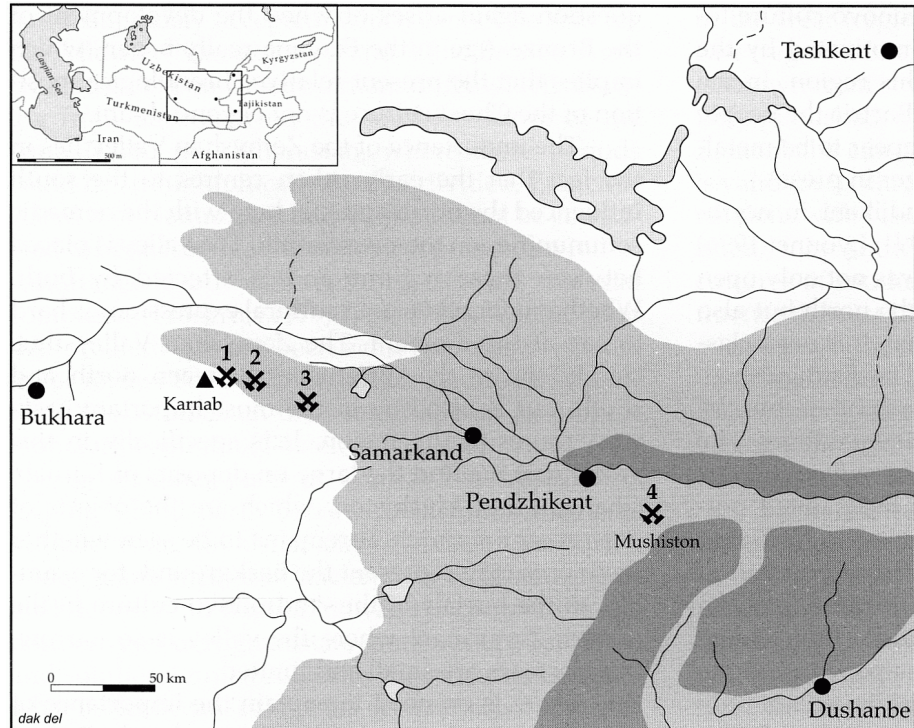 Caspian Sea
Uzbekistan
Kyrgyzstan
Turkmenistan
Tajikistan
Iran
Afghanistan
0 500 m
Tashkent
1
2
3
Karnab
Bukhara
Samarkand
Pendzhikent
4
Mushiston
0 50 km
Dushanbe
dak del